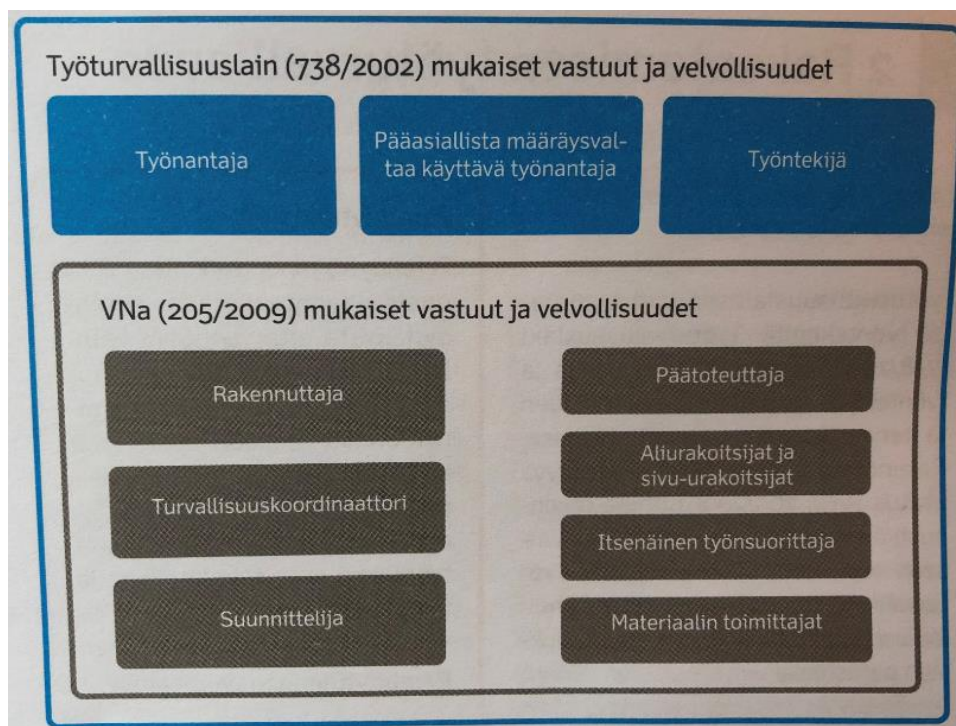 Työturvallisuuslain (738/2002) mukaiset vastuut ja velvollisuudet
Työnantaja
Pääasiallista määräysval-
taa käyttävä työnantaja
Työntekijä
VNa (205/2009) mukaiset vastuut ja velvollisuudet
Rakennuttaja
Turvallisuuskoordinaattori
Suunnittelija
Päätoteuttaja
Aliurakoitsijat ja
sivu-urakoitsijat
Itsenäinen työnsuorittaja
Materiaalin toimittajat